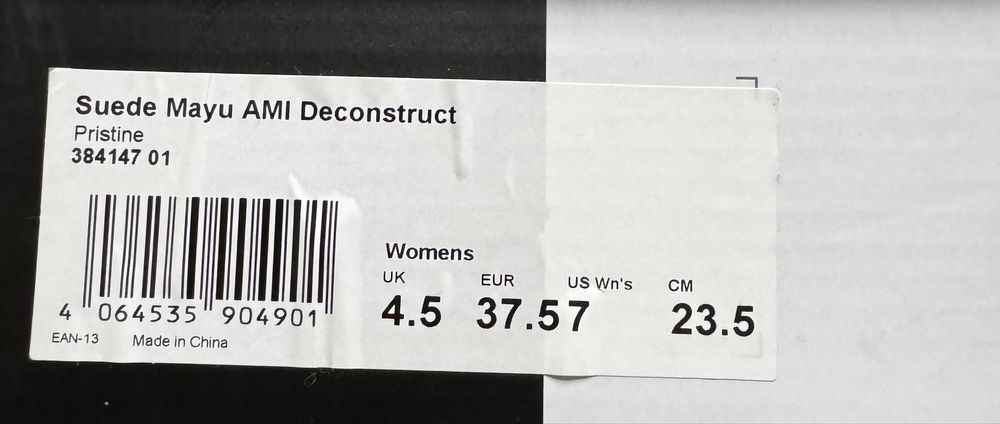 Suede Mayu AMI Deconstruct
Pristine
384147 01
Womens
UK EUR US Wn's CM
4.5 37.5 7 23.5
4 064535 904901
EAN-13 Made in China